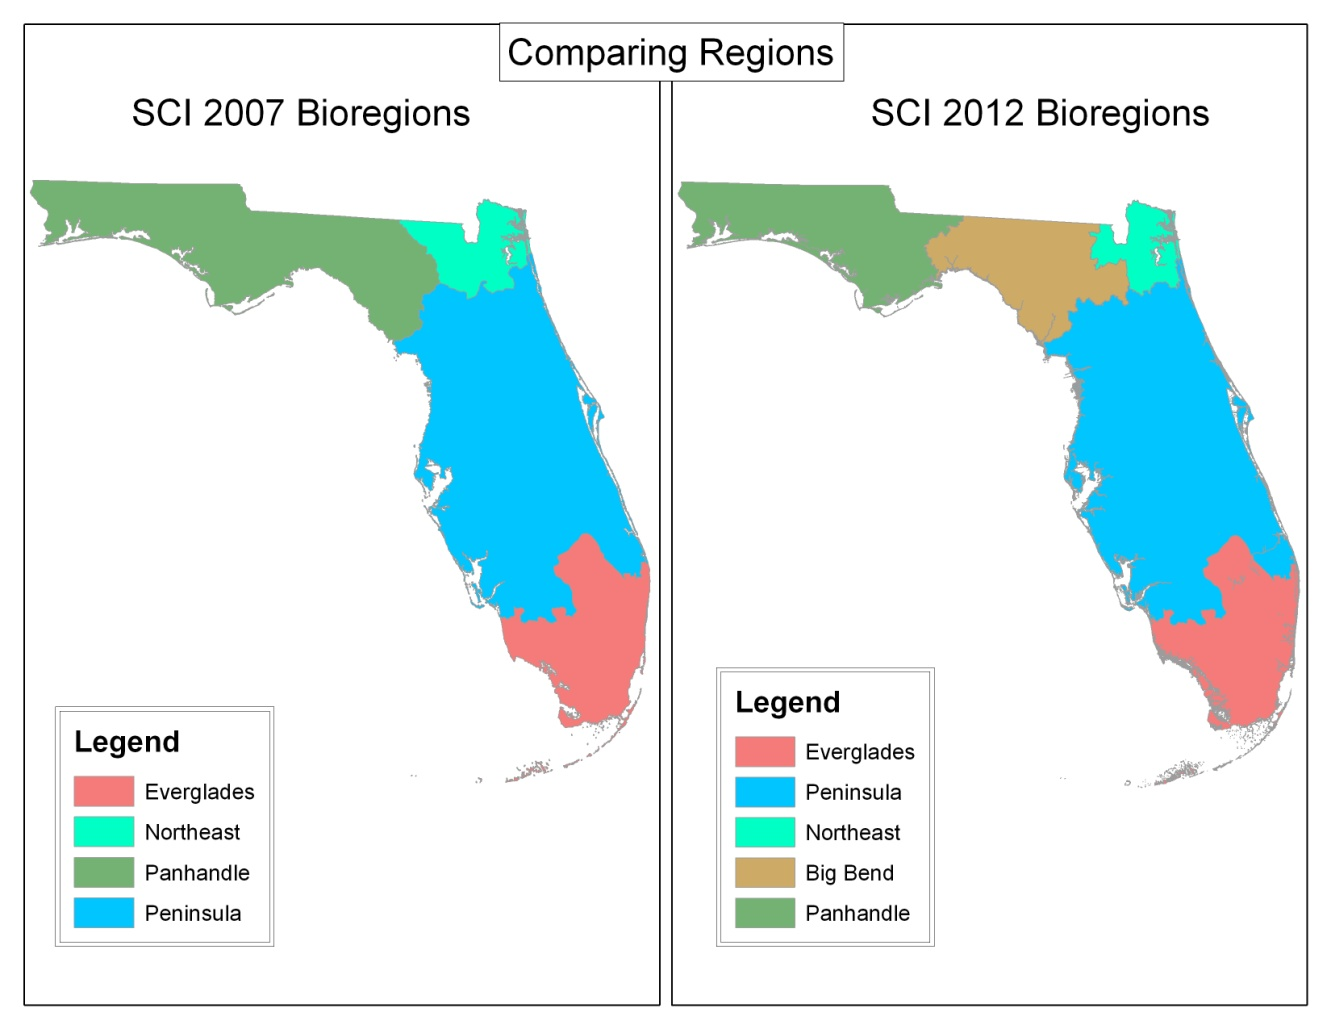 Comparing Regions
SCI 2007 Bioregions
Legend
Everglades
Northeast
Panhandle
Peninsula
SCI 2012 Bioregions
Legend
Everglades
Peninsula
Northeast
Big Bend
Panhandle